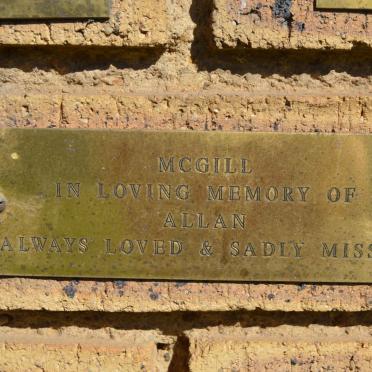 MCGILL
IN LOVING MEMORY OF
ALLAN
ALWAYS LOVED & SADLY MISS